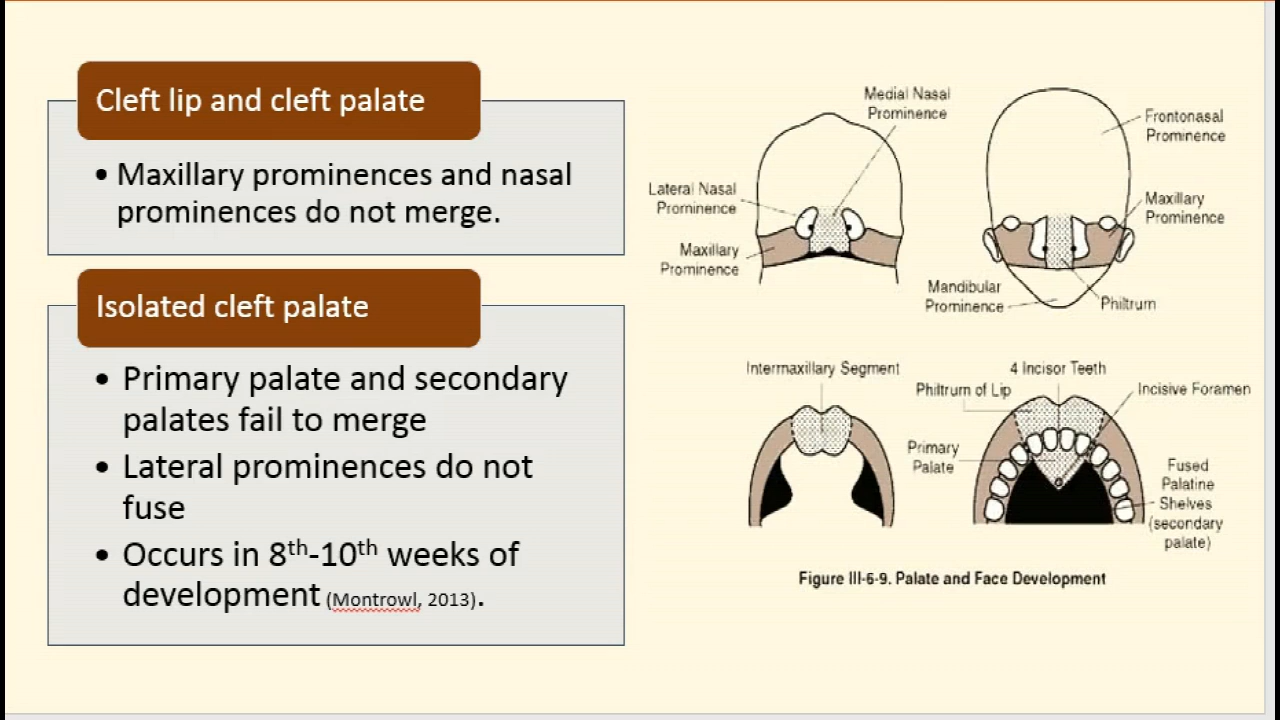 Cleft lip and cleft palate
• Maxillary prominences and nasal
prominences do not merge.
Isolated cleft palate
• Primary palate and secondary
palates fail to merge
• Lateral prominences do not
fuse
• Occurs in 8th-10th weeks of
development (Montrowl, 2013).
Medial Nasal
Prominence
Lateral Nasal
Prominence
Maxillary
Prominence
Frontonasal
Prominence
Maxillary
Prominence
Mandibular
Prominence
Philtrum
Intermaxillary Segment
4 Incisor Teeth
Philtrum of Lip
Incisive Foramen
Primary
Palate
Fused
Palatine
Shelves
(secondary
palate)
Figure III-6-9. Palate and Face Development